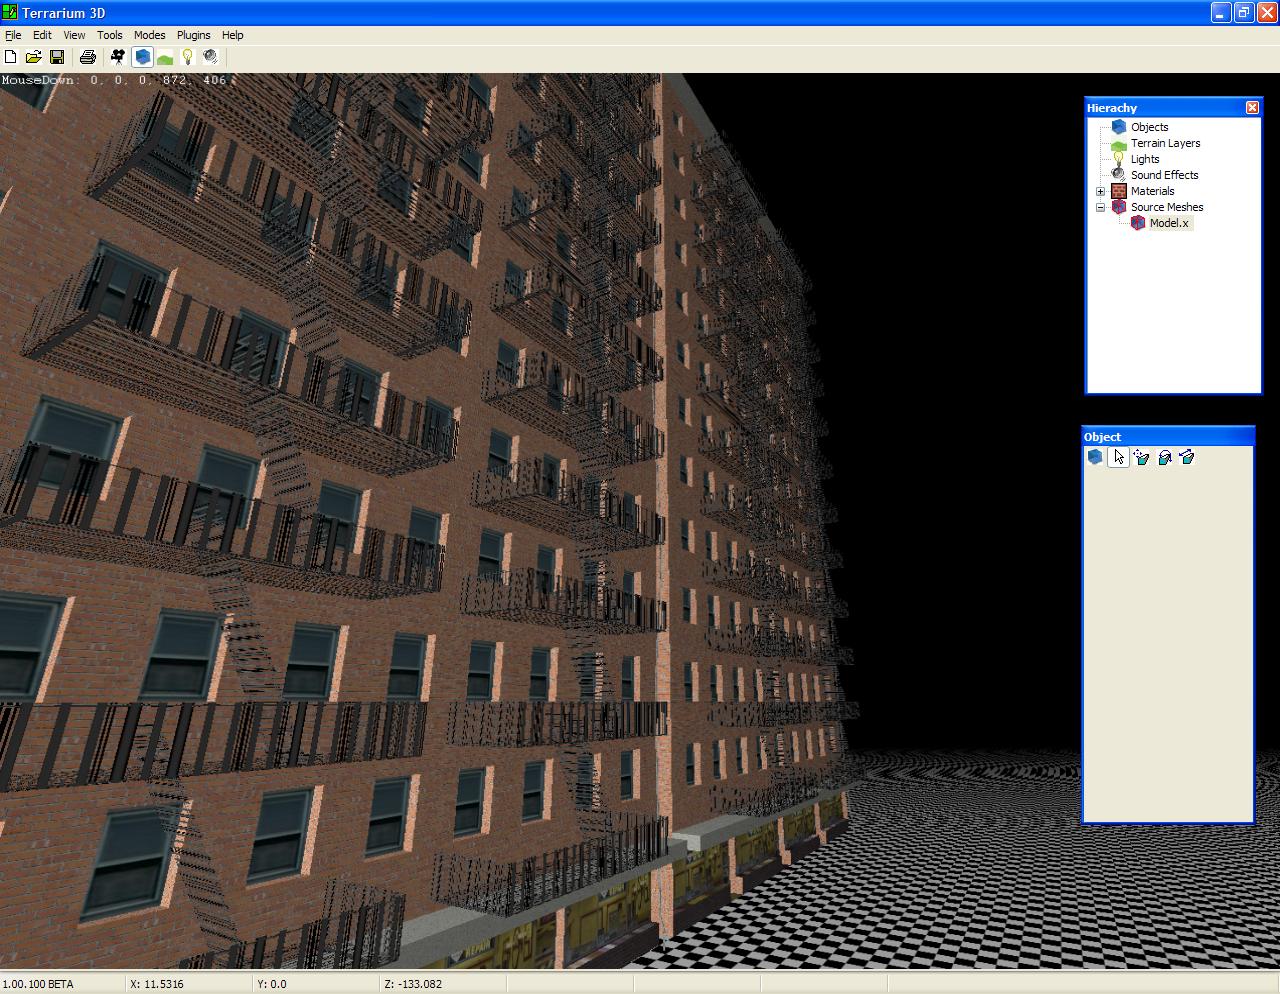 Terrarium 3D
File Edit View Tools Modes Plugins Help
MouseDown: 0, 0, 0, 872, 406
Hierachy
Objects
Terrain Layers
Lights
Sound Effects
Materials
Source Meshes
Model.x
Object
REPAIR
1.00.100 BETA X: 11.5316 Y: 0.0 Z: -133.082